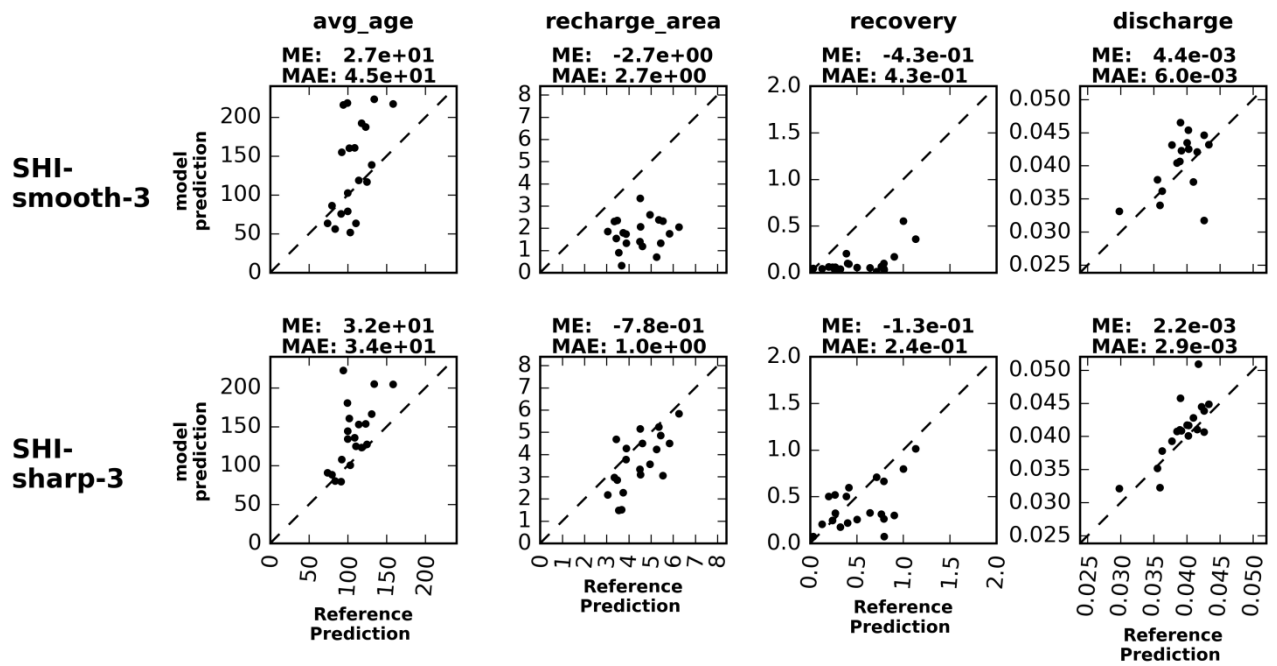 avg_age recharge_area recovery discharge
ME: 2.7e+01 ME: -2.7e+00 ME: -4.3e-01 ME: 4.4e-03
MAE: 4.5e+01 MAE: 2.7e+00 MAE: 4.3e-01 MAE: 6.0e-03
SHI-
smooth-3
model
prediction
200
150
100
50
0
8
7
6
5
4
3
2
1
0
2.0
1.5
1.0
0.5
0.0
0.050
0.045
0.040
0.035
0.030
0.025
ME: 3.2e+01 ME: -7.8e-01 ME: -1.3e-01 ME: 2.2e-03
MAE: 3.4e+01 MAE: 1.0e+00 MAE: 2.4e-01 MAE: 2.9e-03
SHI-
sharp-3
model
prediction
200
150
100
50
0
8
7
6
5
4
3
2
1
0
2.0
1.5
1.0
0.5
0.0
0.050
0.045
0.040
0.035
0.030
0.025
0 50 100 150 200
0 1 2 3 4 5 6 7 8
0.0 0.5 1.0 1.5 2.0
0.025 0.030 0.035 0.040 0.045 0.050
Reference
Prediction
Reference
Prediction
Reference
Prediction
Reference
Prediction